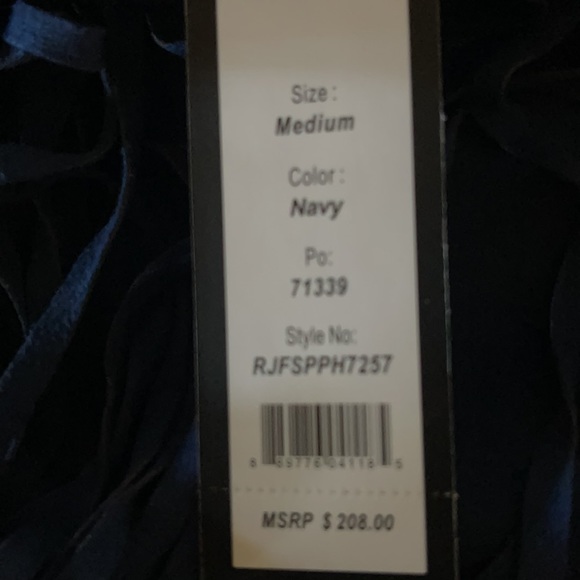 Size :
Medium
Color :
Navy
Po:
71339
Style No:
RJFSPPH7257
MSRP $ 208.00